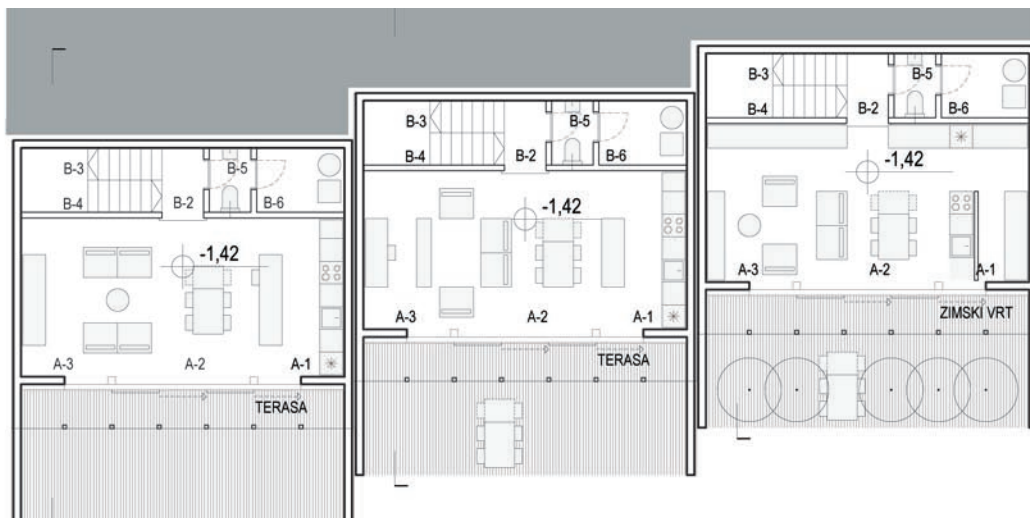 B-3
B-5
B-4
B-2
B-6
-1,42
A-3
A-2
A-1
TERASA
B-3
B-5
B-4
B-2
B-6
-1,42
A-3
A-2
A-1
TERASA
B-3
B-5
B-4
B-2
B-6
-1,42
A-3
A-2
A-1
ZIMSKI VRT